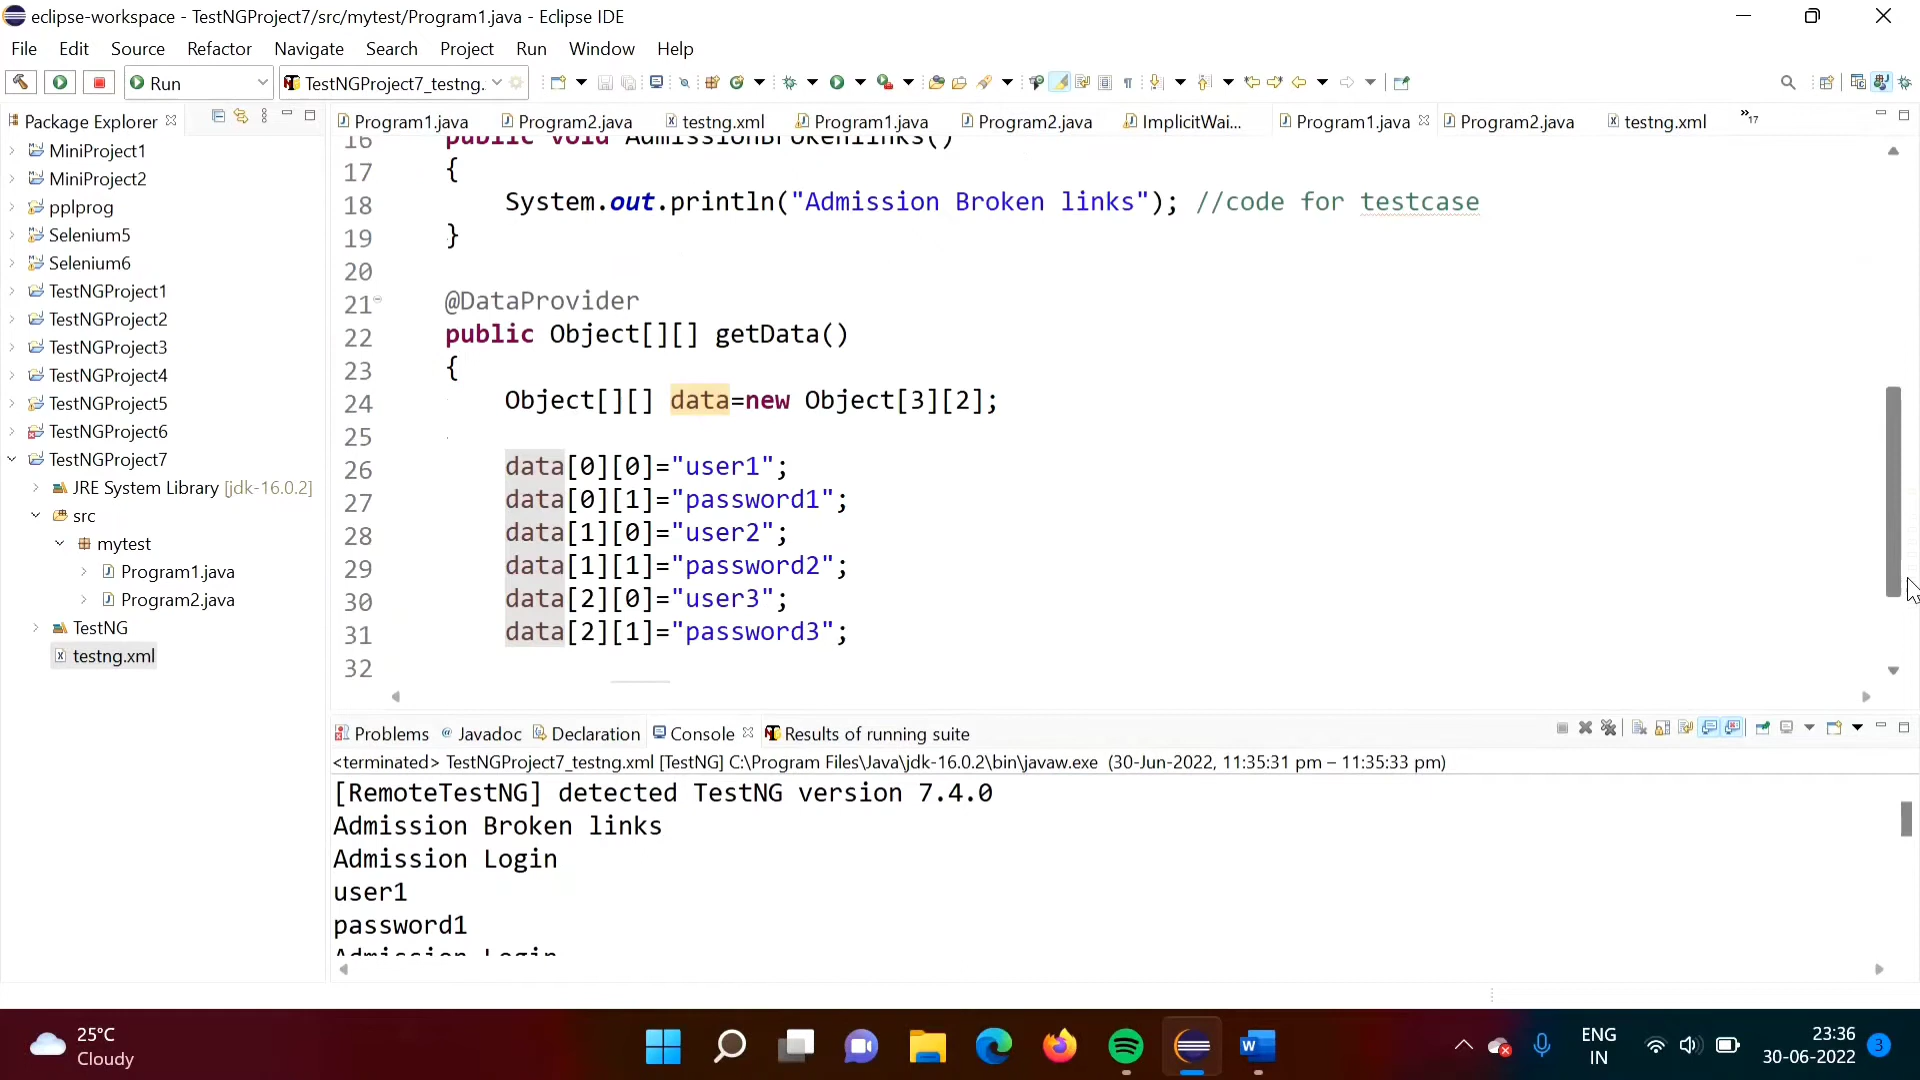 eclipse-workspace - TestNGProject7/src/mytest/Program1.java - Eclipse IDE
File Edit Source Refactor Navigate Search Project Run Window Help
Run TestNGProject7_testng.
Package Explorer
Program1.java Program2.java testng.xml Program1.java Program2.java ImplicitWai... Program1.java Program2.java testng.xml »17
MiniProject1
MiniProject2
pplprog
Selenium5
Selenium6
TestNGProject1
TestNGProject2
TestNGProject3
TestNGProject4
TestNGProject5
TestNGProject6
TestNGProject7
JRE System Library [jdk-16.0.2]
src
mytest
Program1.java
Program2.java
TestNG
testng.xml
16 public void AdmissionBrokenlinks()
17 {
18 System.out.println("Admission Broken links"); //code for testcase
19 }
20
21 @DataProvider
22 public Object[][] getData()
23 {
24 Object[][] data=new Object[3][2];
25
26 data[0][0]="user1";
27 data[0][1]="password1";
28 data[1][0]="user2";
29 data[1][1]="password2";
30 data[2][0]="user3";
31 data[2][1]="password3";
32
Problems @ Javadoc Declaration Console Results of running suite
<terminated> TestNGProject7_testng.xml [TestNG] C:\Program Files\Java\jdk-16.0.2\bin\javaw.exe (30-Jun-2022, 11:35:31 pm – 11:35:33 pm)
[RemoteTestNG] detected TestNG version 7.4.0
Admission Broken links
Admission Login
user1
password1
Admission Login
25°C
Cloudy
ENG
IN
23:36
30-06-2022
3